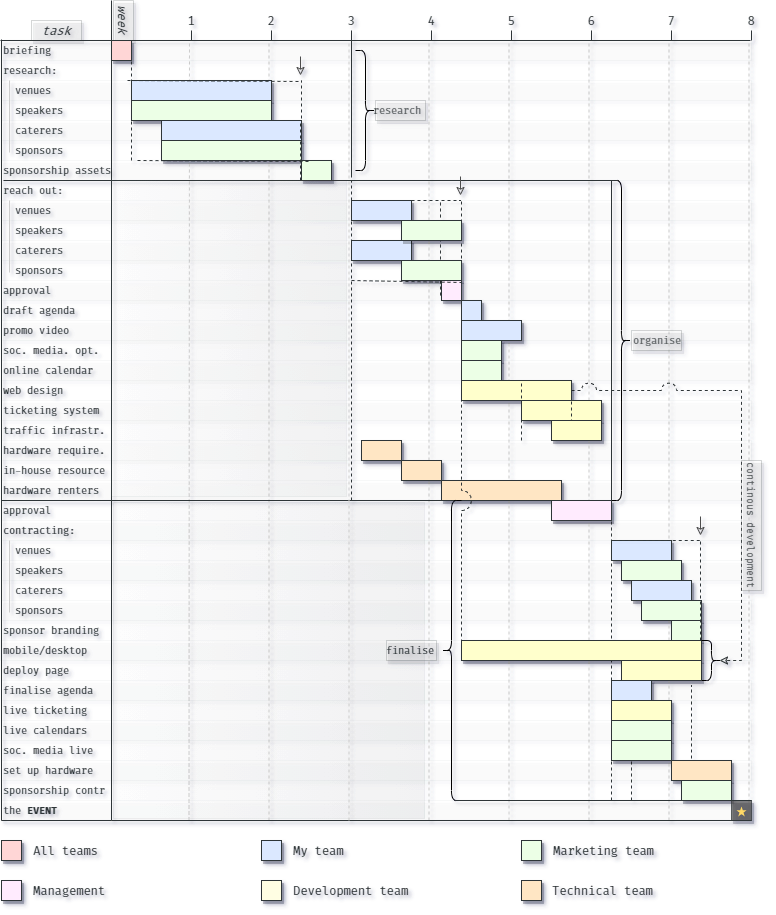 task
week
1 2 3 4 5 6 7 8
briefing
research:
venues
speakers
research
caterers
sponsors
sponsorship assets
reach out:
venues
speakers
caterers
sponsors
approval
draft agenda
promo video
organise
soc. media. opt.
online calendar
web design
ticketing system
traffic infrastr.
hardware require.
in-house resource
hardware renters
continous development
approval
contracting:
venues
speakers
caterers
sponsors
sponsor branding
mobile/desktop
finalise
deploy page
finalise agenda
live ticketing
live calendars
soc. media live
set up hardware
sponsorship contr
the EVENT
All teams My team Marketing team
Management Development team Technical team